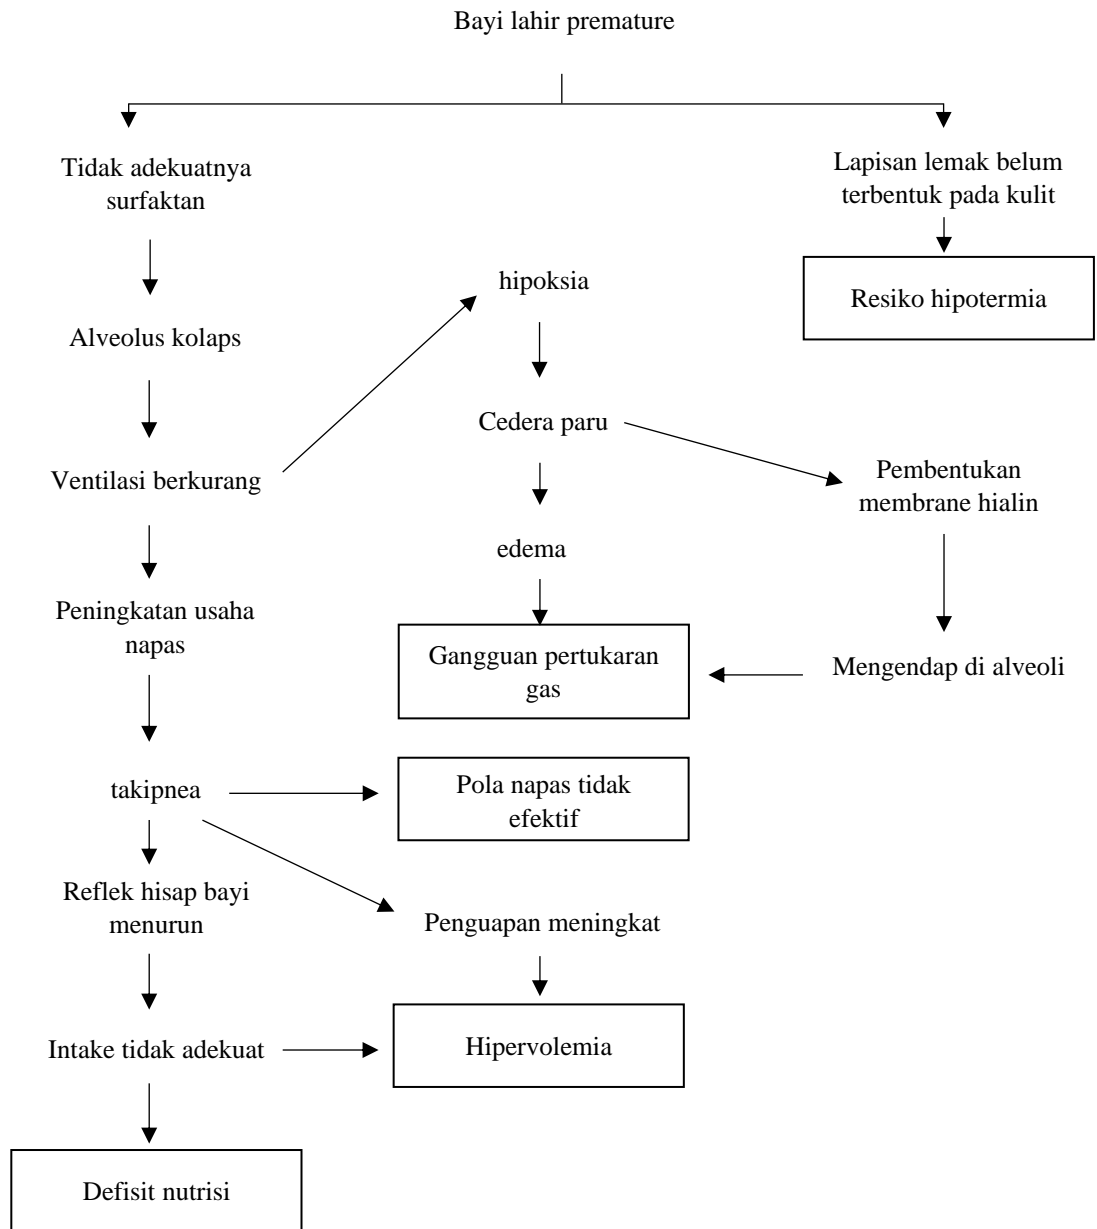 Bayi lahir premature
Tidak adekuatnya
surfaktan
Lapisan lemak belum
terbentuk pada kulit
hipoksia
Resiko hipotermia
Alveolus kolaps
Cedera paru
Ventilasi berkurang
Pembentukan
membrane hialin
edema
Peningkatan usaha
napas
Gangguan pertukaran
gas
Mengendap di alveoli
takipnea
Pola napas tidak
efektif
Reflek hisap bayi
menurun
Penguapan meningkat
Intake tidak adekuat
Hipervolemia
Defisit nutrisi